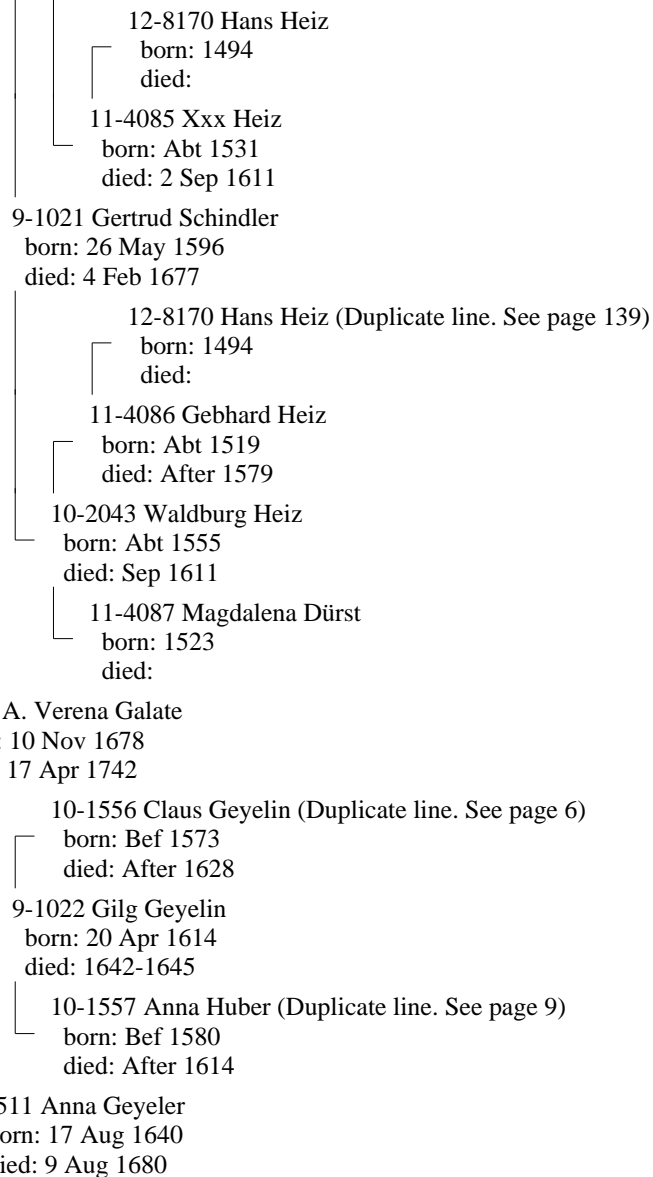 12-8170 Hans Heiz
born: 1494
died:
11-4085 Xxx Heiz
born: Abt 1531
died: 2 Sep 1611
9-1021 Gertrud Schindler
born: 26 May 1596
died: 4 Feb 1677
12-8170 Hans Heiz (Duplicate line. See page 139)
born: 1494
died:
11-4086 Gebhard Heiz
born: Abt 1519
died: After 1579
10-2043 Waldburg Heiz
born: Abt 1555
died: Sep 1611
11-4087 Magdalena Dürst
born: 1523
died:
A. Verena Galate
: 10 Nov 1678
17 Apr 1742
10-1556 Claus Geyelin (Duplicate line. See page 6)
born: Bef 1573
died: After 1628
9-1022 Gilg Geyelin
born: 20 Apr 1614
died: 1642-1645
10-1557 Anna Huber (Duplicate line. See page 9)
born: Bef 1580
died: After 1614
511 Anna Geyeler
orn: 17 Aug 1640
ied: 9 Aug 1680